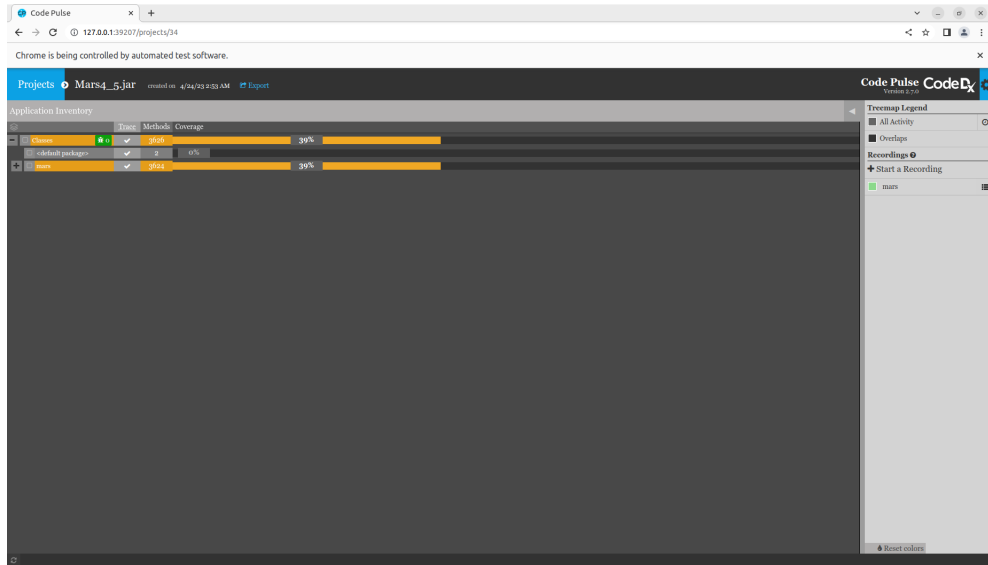 Code Pulse
127.0.0.1:39207/projects/34
Chrome is being controlled by automated test software.
Projects Mars4_5.jar created on 4/24/23 2:53 AM Export
Code Pulse
Version 2.7.0
Code Dx
Application Inventory
Trace Methods Coverage
Classes 0 3626 39%
<default package> 2 0%
mars 3624 39%
Treemap Legend
All Activity
Overlaps
Recordings
Start a Recording
mars
Reset colors